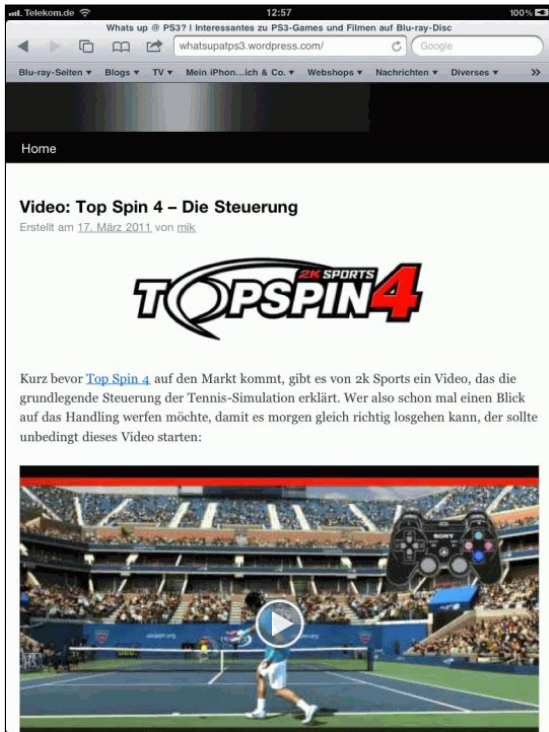 Telekom.de 12:57 100%
Whats up @ PS3? | Interessantes zu PS3-Games und Filmen auf Blu-ray-Disc
whatsupatps3.wordpress.com/ Google
Blu-ray-Seiten Blogs TV Mein iPhon...ich & Co. Webshops Nachrichten Diverses »
Home
Video: Top Spin 4 – Die Steuerung
Erstellt am 17. März 2011 von mik
2K SPORTS
TOPSPIN 4
Kurz bevor Top Spin 4 auf den Markt kommt, gibt es von 2k Sports ein Video, das die
grundlegende Steuerung der Tennis-Simulation erklärt. Wer also schon mal einen Blick
auf das Handling werfen möchte, damit es morgen gleich richtig losgehen kann, der sollte
unbedingt dieses Video starten:
SONY